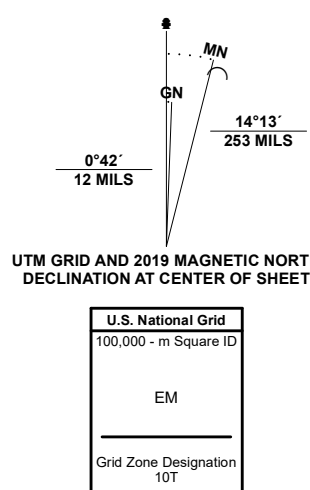 MN
GN
14°13´
253 MILS
0°42´
12 MILS
UTM GRID AND 2019 MAGNETIC NORT
DECLINATION AT CENTER OF SHEET
U.S. National Grid
100,000 - m Square ID
EM
Grid Zone Designation
10T